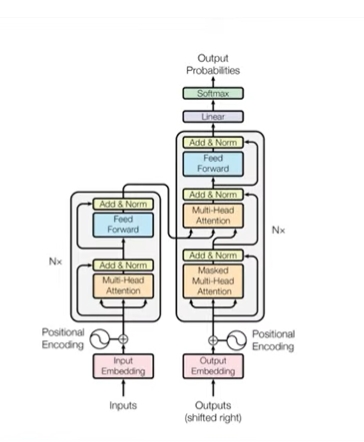 Output
Probabilities
Softmax
Linear
Add & Norm
Feed
Forward
Add & Norm
Multi-Head
Attention
Add & Norm
Masked
Multi-Head
Attention
Nx
Add & Norm
Feed
Forward
Add & Norm
Multi-Head
Attention
Nx
Positional
Encoding
Positional
Encoding
Input
Embedding
Output
Embedding
Inputs
Outputs
(shifted right)